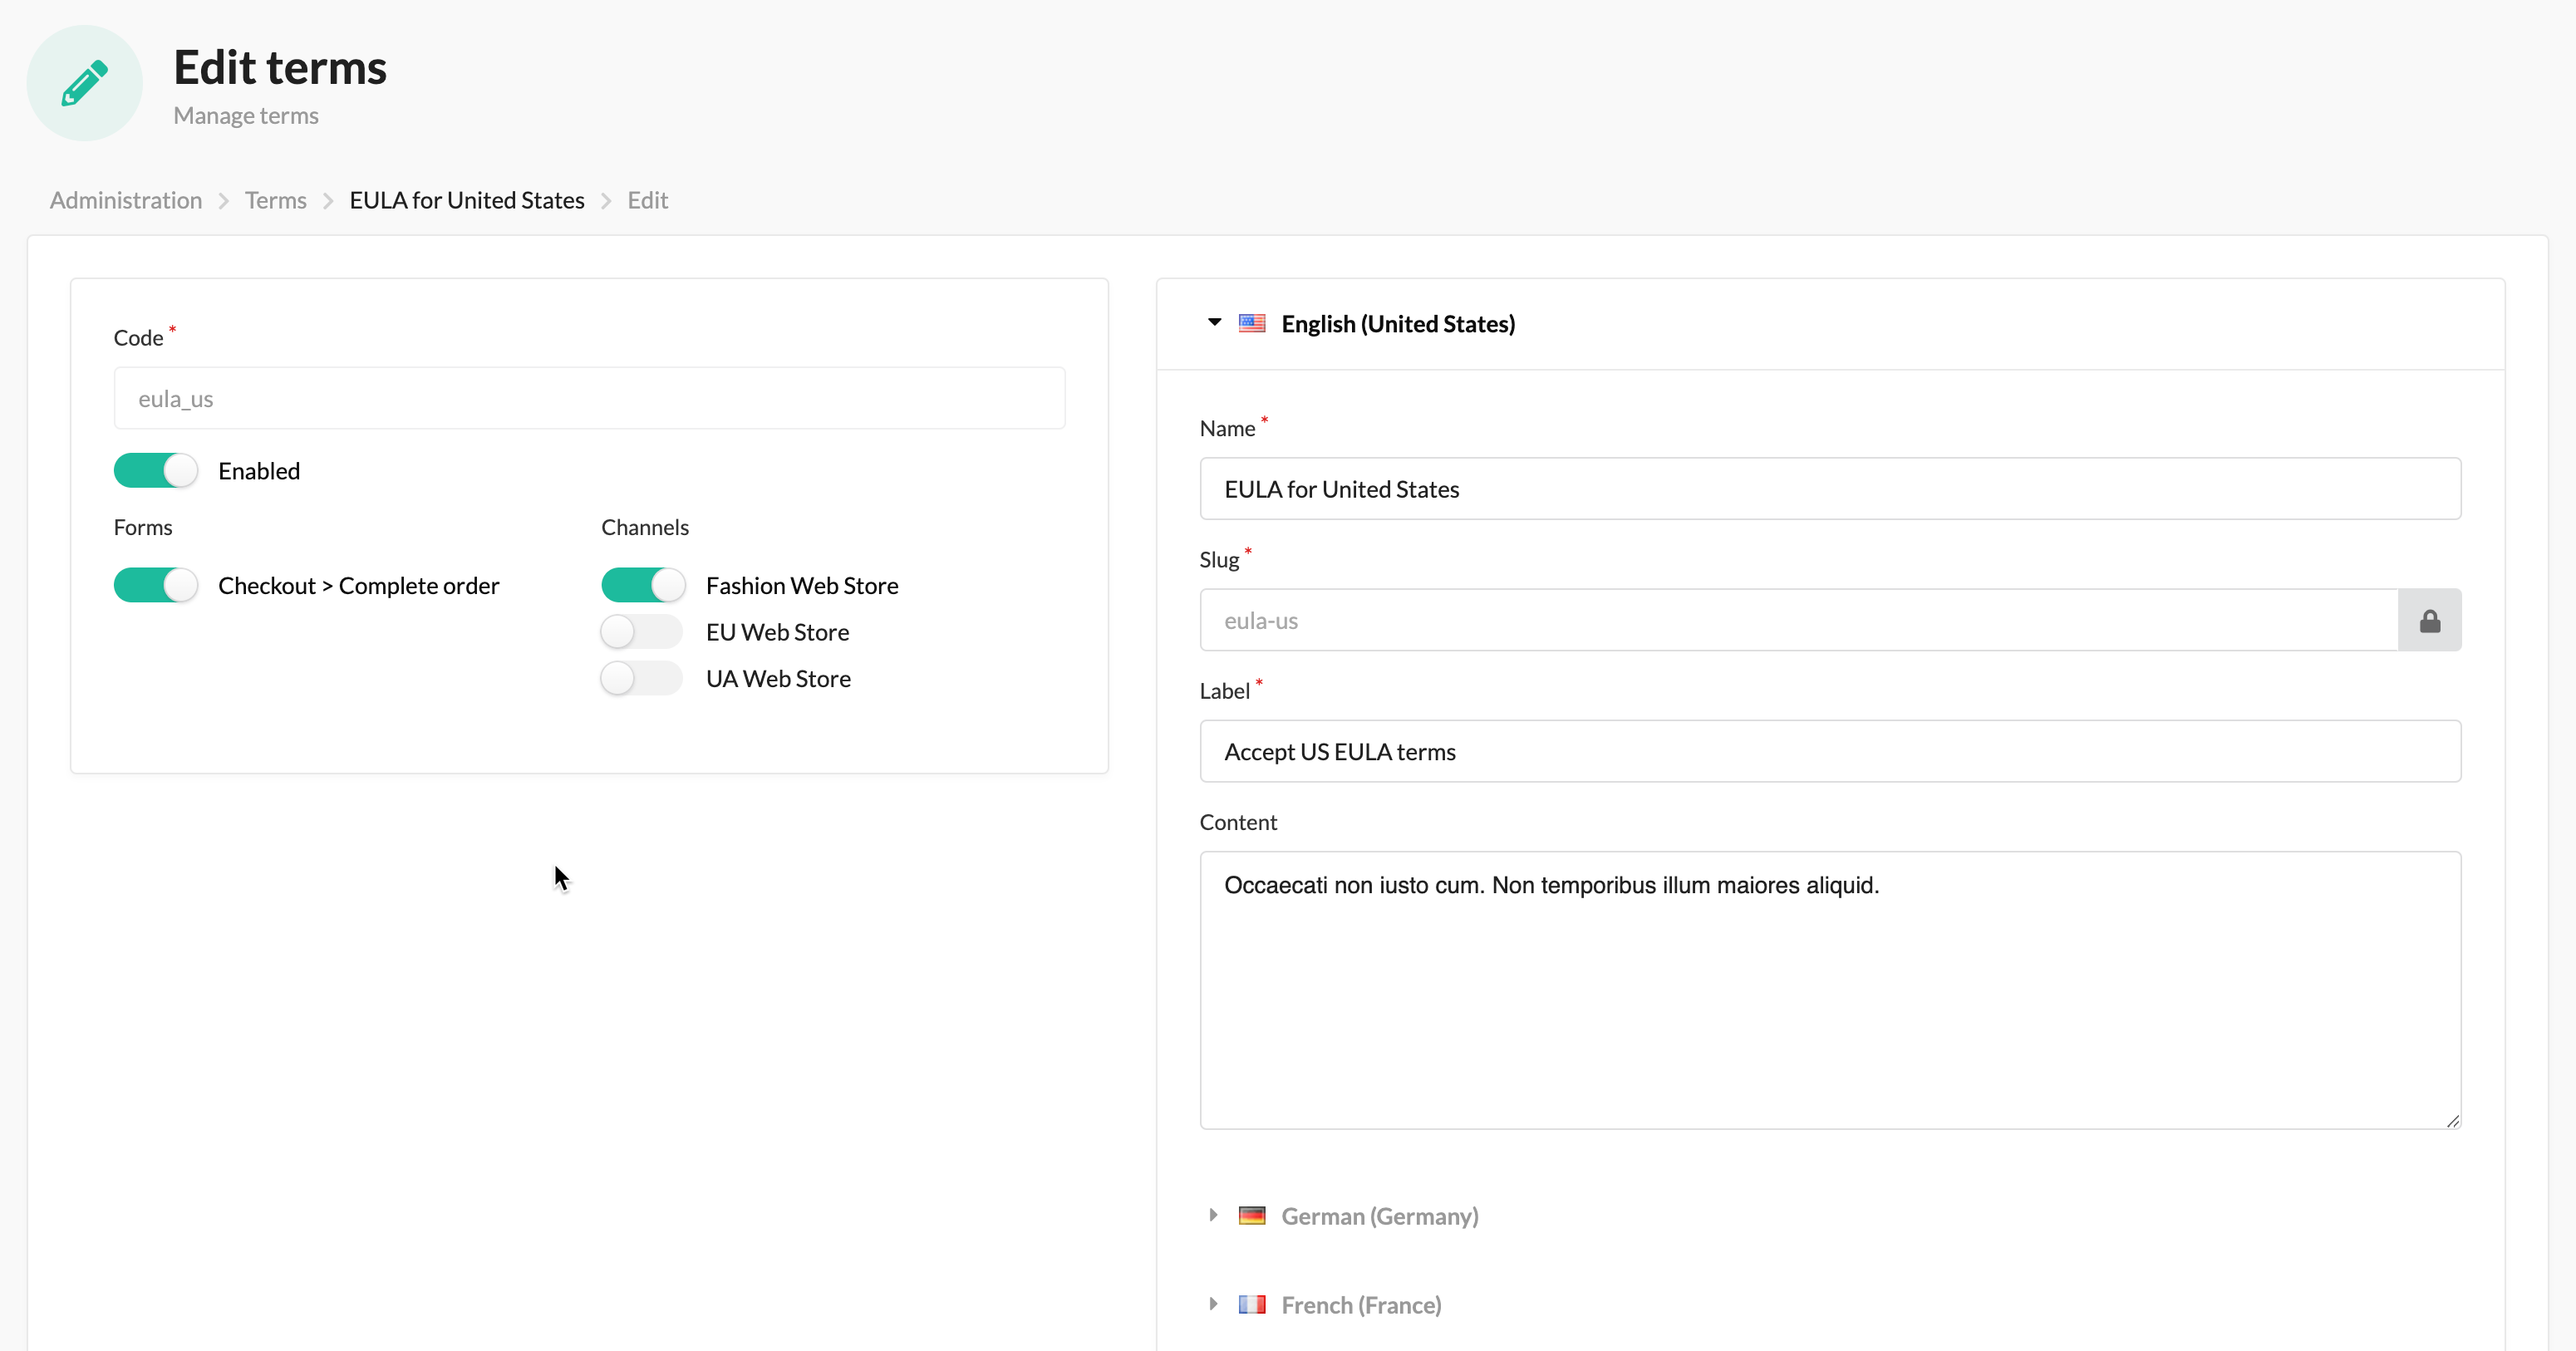 Edit terms
Manage terms
Administration > Terms > EULA for United States > Edit
Code *
eula_us
Enabled
Forms
Checkout > Complete order
Channels
Fashion Web Store
EU Web Store
UA Web Store
English (United States)
Name *
EULA for United States
Slug *
eula-us
Label *
Accept US EULA terms
Content
Occaecati non iusto cum. Non temporibus illum maiores aliquid.
German (Germany)
French (France)